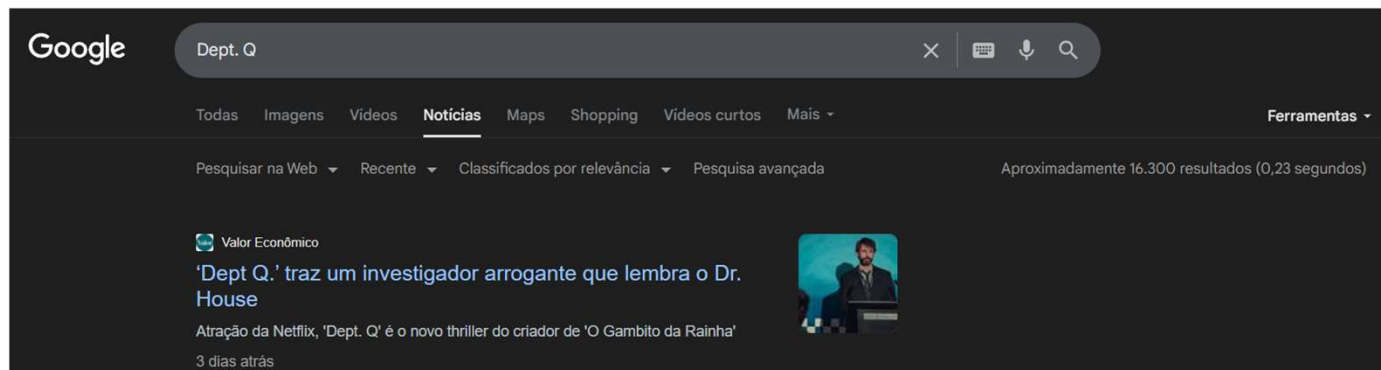 Google
Dept. Q
Todas Imagens Vídeos Notícias Maps Shopping Vídeos curtos Mais Ferramentas
Pesquisar na Web Recente Classificados por relevância Pesquisa avançada Aproximadamente 16.300 resultados (0,23 segundos)
Valor Econômico
‘Dept Q.’ traz um investigador arrogante que lembra o Dr.
House
Atração da Netflix, 'Dept. Q' é o novo thriller do criador de 'O Gambito da Rainha'
3 dias atrás